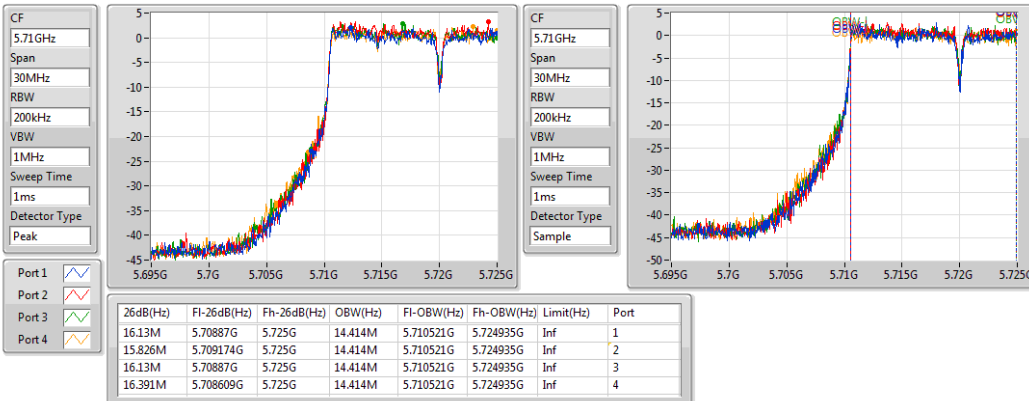 CF
5.71GHz
Span
30MHz
RBW
200kHz
VBW
1MHz
Sweep Time
1ms
Detector Type
Peak
5
0
-5
-10
-15
-20
-25
-30
-35
-40
-45
5.695G 5.7G 5.705G 5.71G 5.715G 5.72G 5.725G
CF
5.71GHz
Span
30MHz
RBW
200kHz
VBW
1MHz
Sweep Time
1ms
Detector Type
Sample
5
0
-5
-10
-15
-20
-25
-30
-35
-40
-45
-50
5.695G 5.7G 5.705G 5.71G 5.715G 5.72G 5.725G
Port 1
Port 2
Port 3
Port 4
26dB(Hz) Fl-26dB(Hz) Fh-26dB(Hz) OBW(Hz) Fl-OBW(Hz) Fh-OBW(Hz) Limit(Hz) Port
16.13M 5.70887G 5.725G 14.414M 5.710521G 5.724935G Inf 1
15.826M 5.709174G 5.725G 14.414M 5.710521G 5.724935G Inf 2
16.13M 5.70887G 5.725G 14.414M 5.710521G 5.724935G Inf 3
16.391M 5.708609G 5.725G 14.414M 5.710521G 5.724935G Inf 4